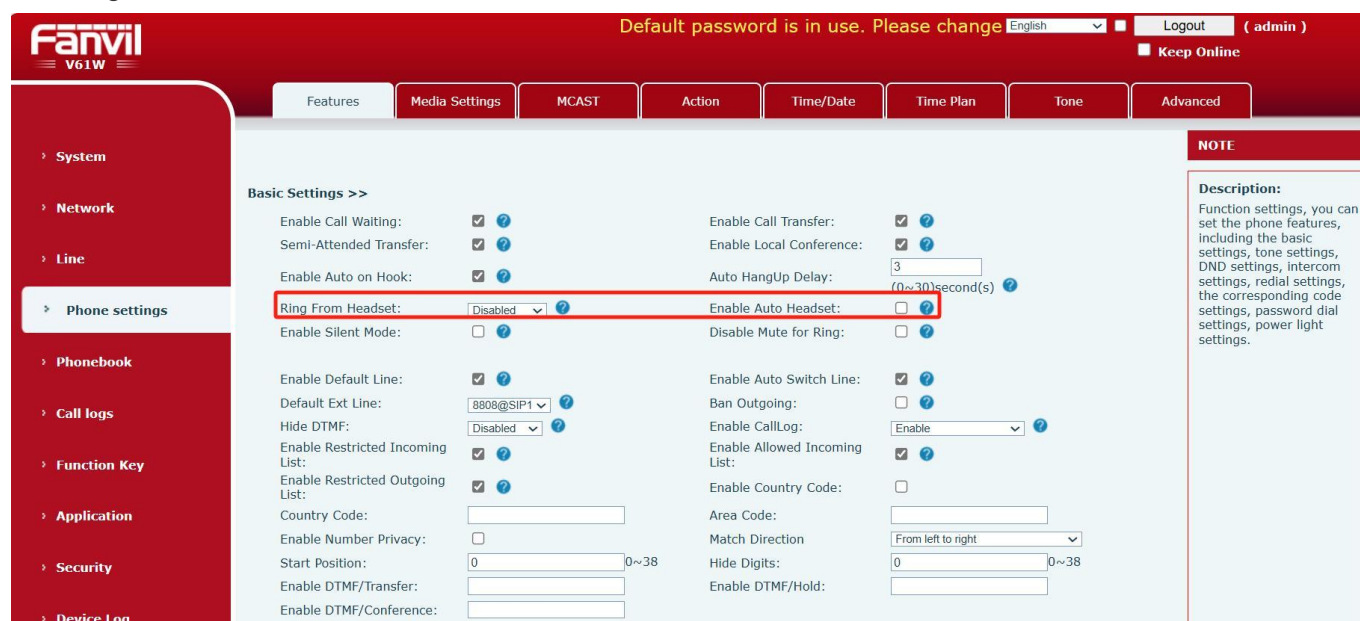 Fanvil
V61W
Default password is in use. Please change English Logout ( admin )
Keep Online
Features Media Settings MCAST Action Time/Date Time Plan Tone Advanced
› System
› Network
› Line
› Phone settings
› Phonebook
› Call logs
› Function Key
› Application
› Security
› Device Log
Basic Settings >>
Enable Call Waiting: ? Enable Call Transfer: ?
Semi-Attended Transfer: ? Enable Local Conference: ?
Enable Auto on Hook: ? Auto HangUp Delay: 3
(0~30)second(s) ?
Ring From Headset: Disabled ? Enable Auto Headset: ?
Enable Silent Mode: ? Disable Mute for Ring: ?
Enable Default Line: ? Enable Auto Switch Line: ?
Default Ext Line: 8808@SIP1 ? Ban Outgoing: ?
Hide DTMF: Disabled ? Enable CallLog: Enable ?
Enable Restricted Incoming
List: ? Enable Allowed Incoming
List: ?
Enable Restricted Outgoing
List: ? Enable Country Code:
Country Code: Area Code:
Enable Number Privacy: Match Direction From left to right
Start Position: 0 0~38 Hide Digits: 0 0~38
Enable DTMF/Transfer: Enable DTMF/Hold:
Enable DTMF/Conference:
NOTE
Description:
Function settings, you can
set the phone features,
including the basic
settings, tone settings,
DND settings, intercom
settings, redial settings,
the corresponding code
settings, password dial
settings, power light
settings.